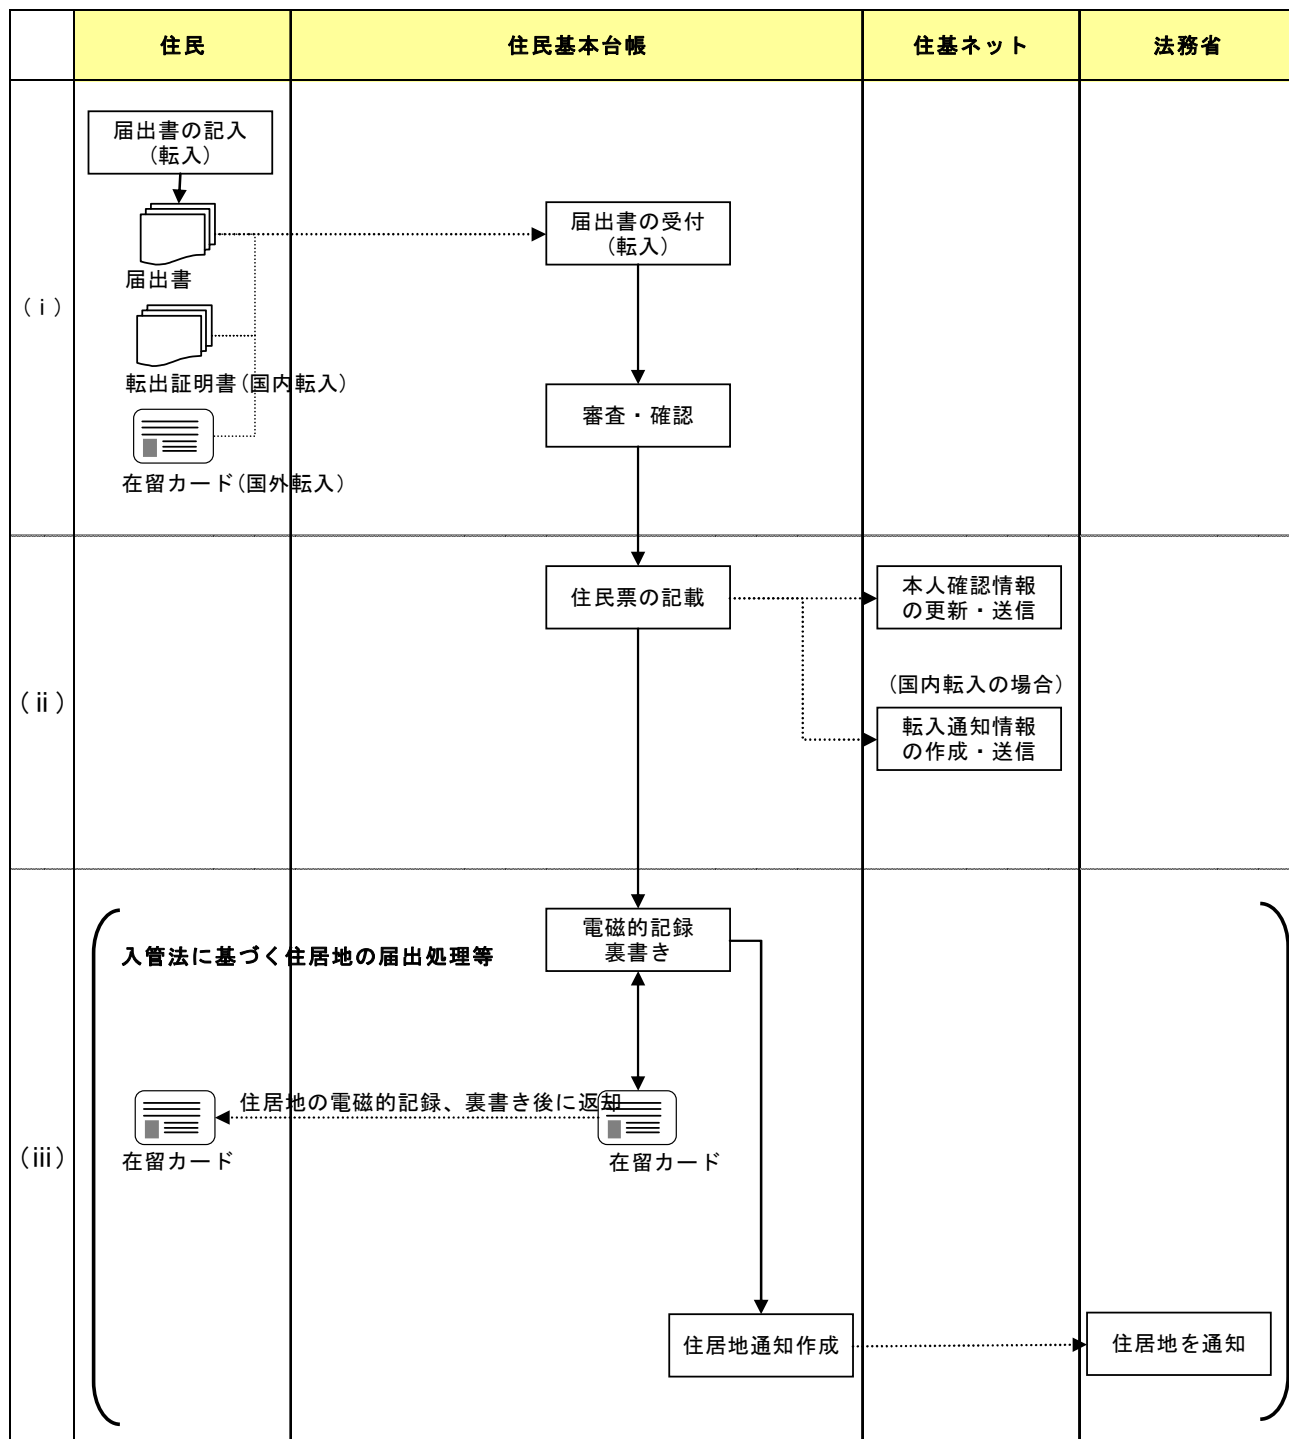 住民
住民基本台帳
住基ネット
法務省
（ｉ）
届出書の記入
（転入）
届出書
届出書の受付
（転入）
転出証明書（国内転入）
審査・確認
在留カード（国外転入）
（ⅱ）
住民票の記載
本人確認情報
の更新・送信
（国内転入の場合）
転入通知情報
の作成・送信
（ⅲ）
電磁的記録
裏書き
入管法に基づく住居地の届出処理等
住居地の電磁的記録、裏書き後に返却
在留カード
在留カード
住居地通知作成
住居地を通知